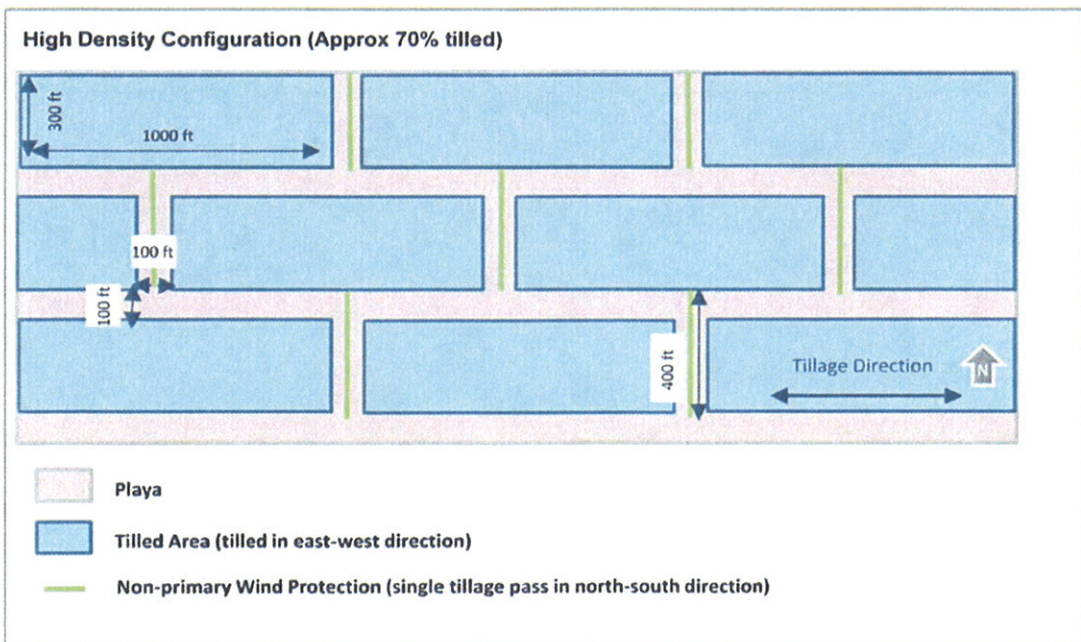 High Density Configuration (Approx 70% tilled)
300 ft
1000 ft
100 ft
100 ft
400 ft
Tillage Direction
N
Playa
Tilled Area (tilled in east-west direction)
Non-primary Wind Protection (single tillage pass in north-south direction)